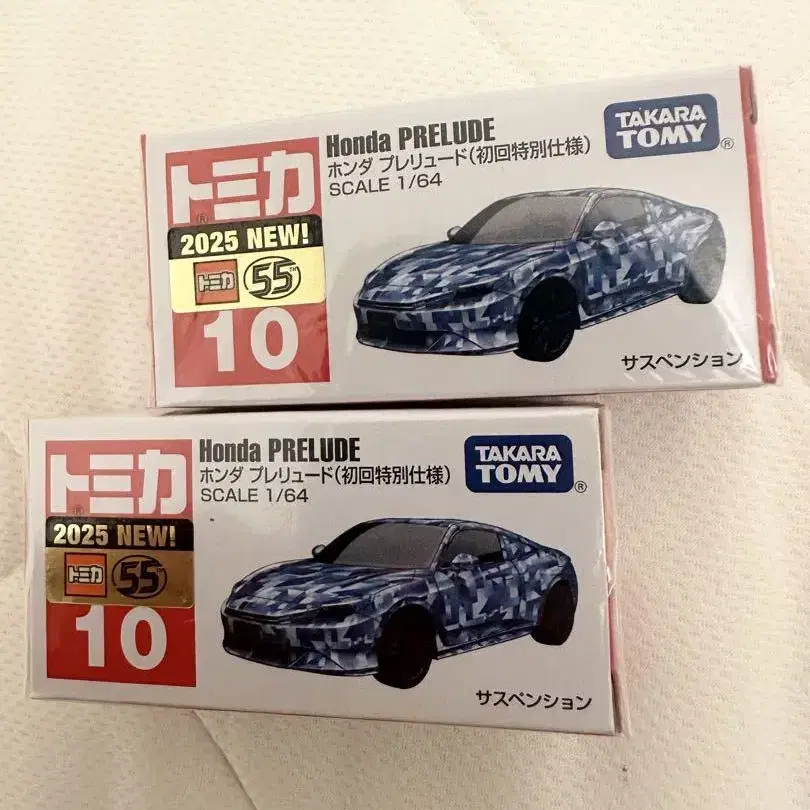 Honda PRELUDE
ホンダ プレリュード(初回特別仕様)
SCALE 1/64
TAKARA
TOMY
®
トミカ
®
2025 NEW!
トミカ 55™
10
サスペンション
Honda PRELUDE
ホンダ プレリュード(初回特別仕様)
SCALE 1/64
TAKARA
TOMY
®
トミカ
®
2025 NEW!
トミカ 55™
10
サスペンション